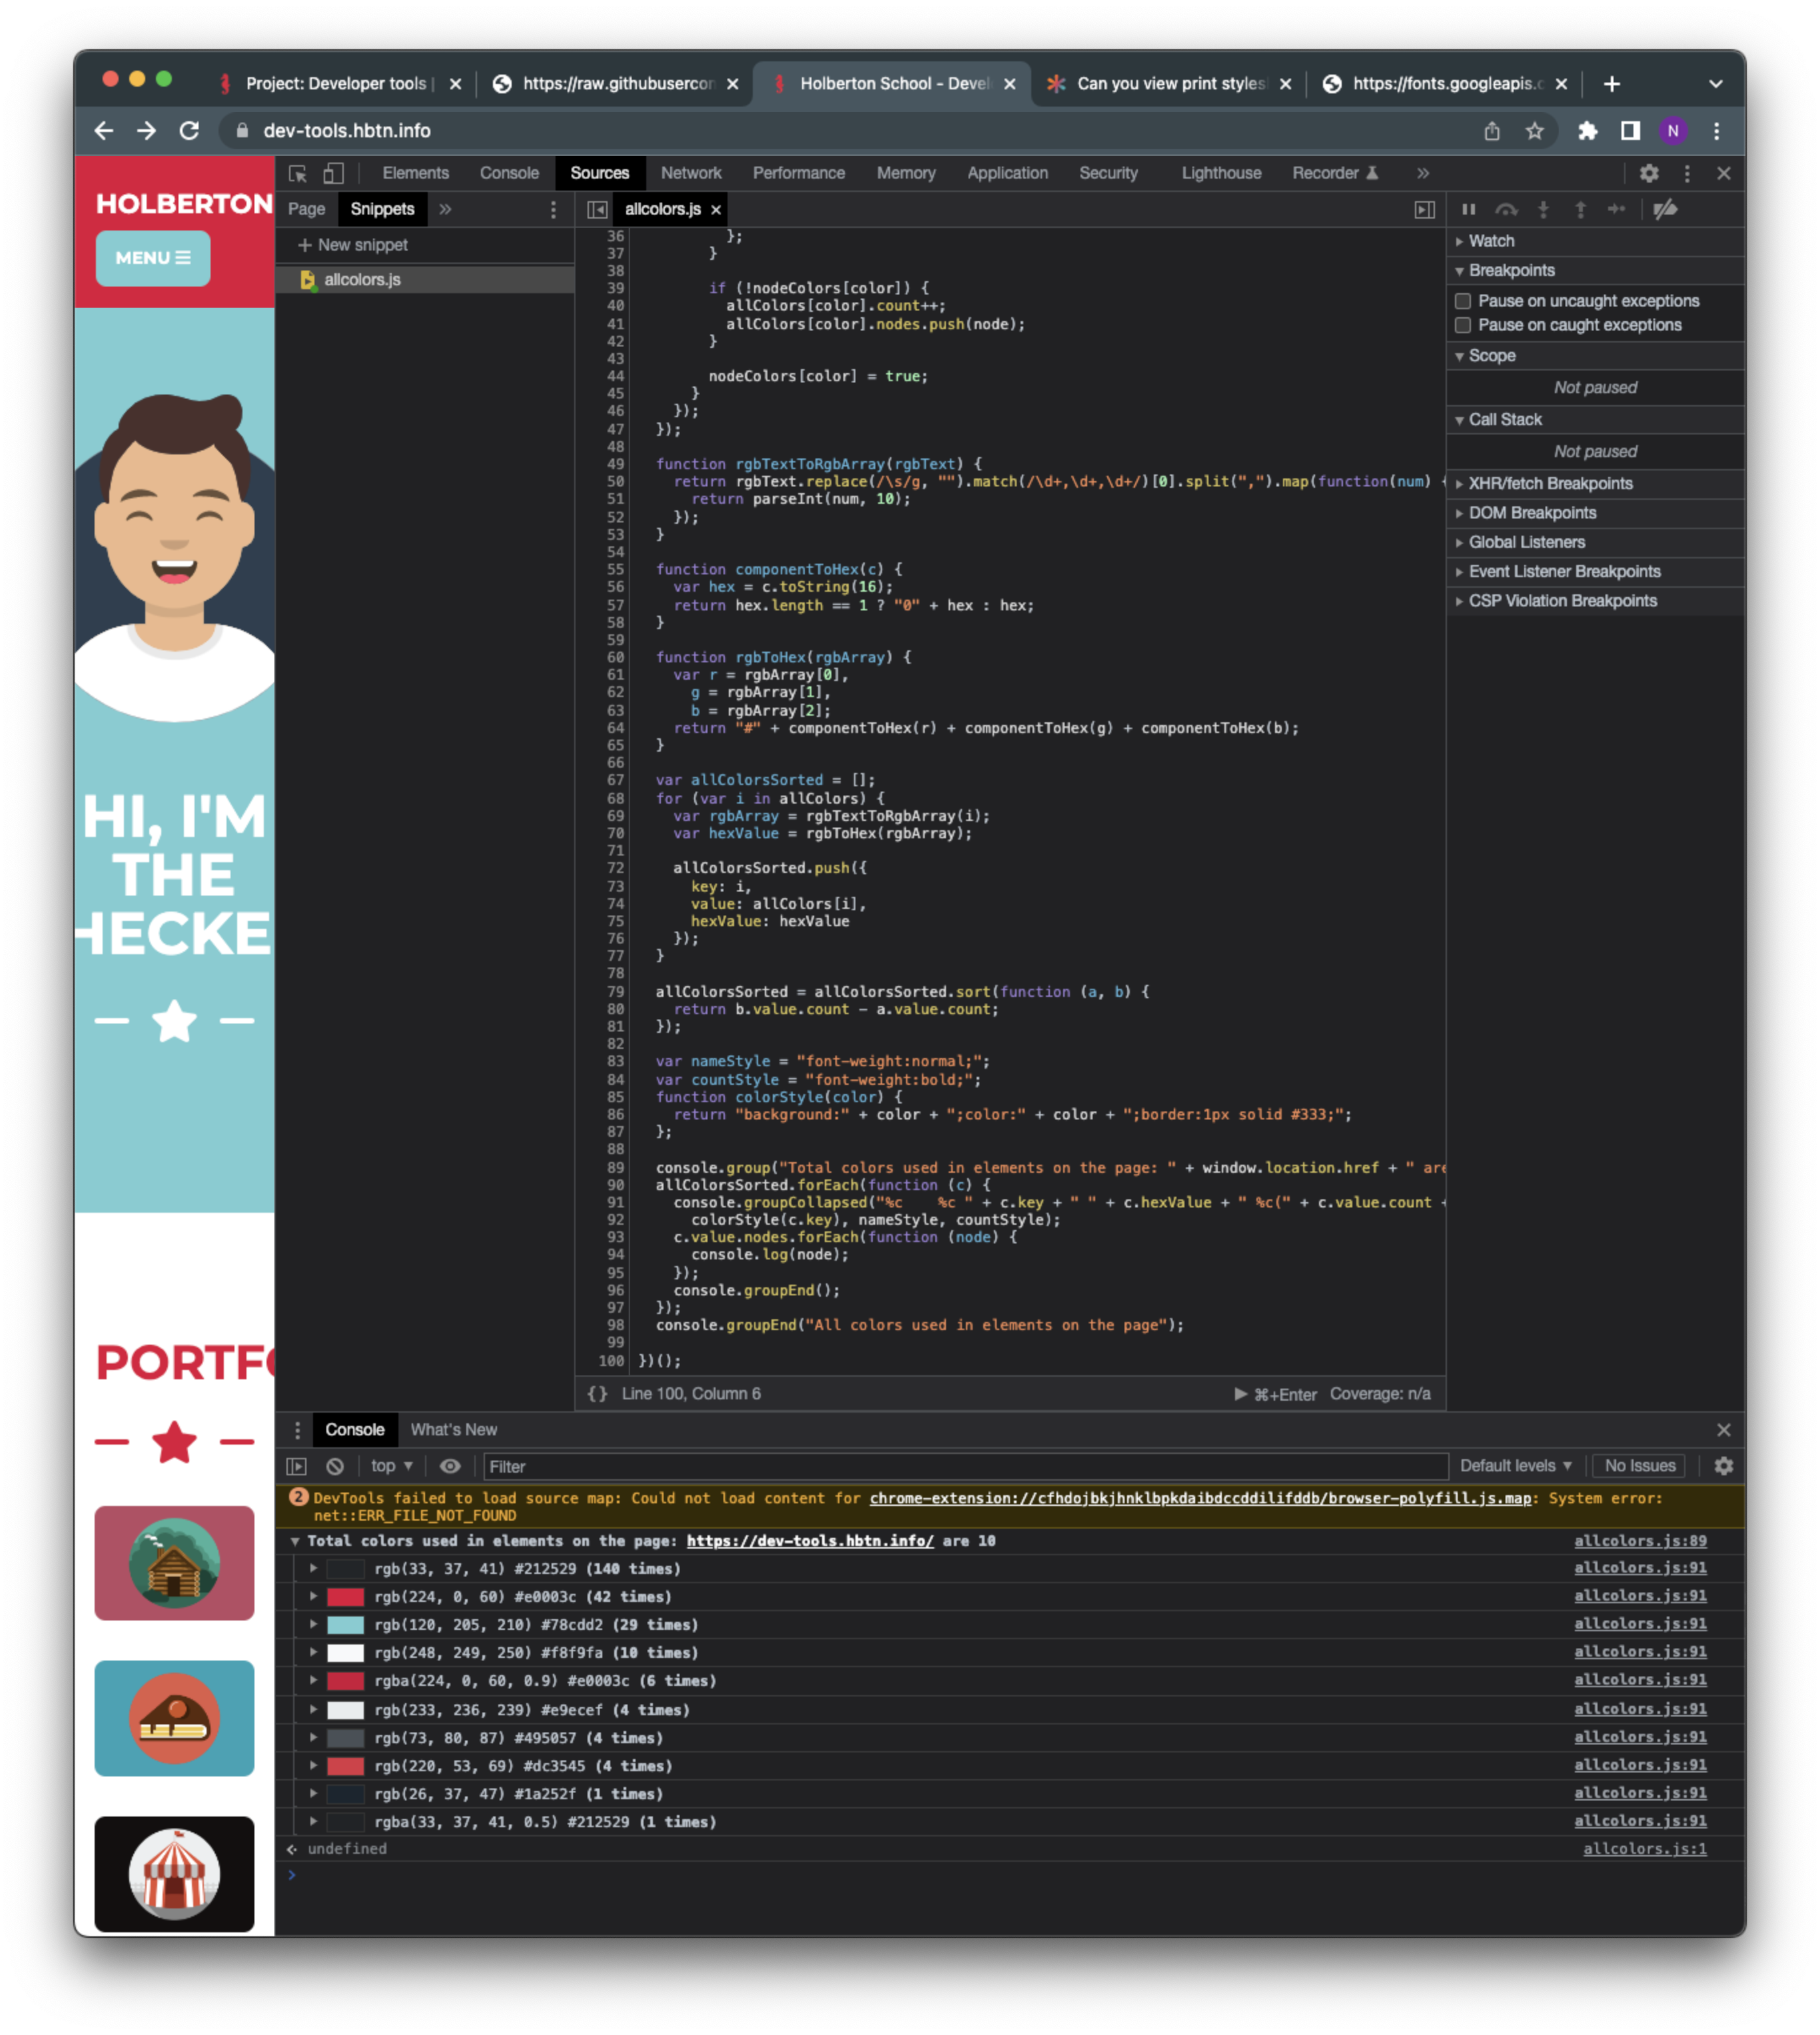 Project: Developer tools |
https://raw.githubusercon
Holberton School - Devel
Can you view print styles
https://fonts.googleapis.c
dev-tools.hbtn.info
N
HOLBERTON
MENU
HI, I'M
THE
HECKE
PORTFO
Elements Console Sources Network Performance Memory Application Security Lighthouse Recorder
Page Snippets
+ New snippet
allcolors.js
allcolors.js
36 };
37 }
38
39 if (!nodeColors[color]) {
40 allColors[color].count++;
41 allColors[color].nodes.push(node);
42 }
43
44 nodeColors[color] = true;
45 }
46 });
47 });
48
49 function rgbTextToRgbArray(rgbText) {
50 return rgbText.replace(/\s/g, "").match(/\d+,\d+,\d+/)[0].split(",").map(function(num) {
51 return parseInt(num, 10);
52 });
53 }
54
55 function componentToHex(c) {
56 var hex = c.toString(16);
57 return hex.length == 1 ? "0" + hex : hex;
58 }
59
60 function rgbToHex(rgbArray) {
61 var r = rgbArray[0],
62 g = rgbArray[1],
63 b = rgbArray[2];
64 return "#" + componentToHex(r) + componentToHex(g) + componentToHex(b);
65 }
66
67 var allColorsSorted = [];
68 for (var i in allColors) {
69 var rgbArray = rgbTextToRgbArray(i);
70 var hexValue = rgbToHex(rgbArray);
71
72 allColorsSorted.push({
73 key: i,
74 value: allColors[i],
75 hexValue: hexValue
76 });
77 }
78
79 allColorsSorted = allColorsSorted.sort(function (a, b) {
80 return b.value.count - a.value.count;
81 });
82
83 var nameStyle = "font-weight:normal;";
84 var countStyle = "font-weight:bold;";
85 function colorStyle(color) {
86 return "background:" + color + ";color:" + color + ";border:1px solid #333;";
87 };
88
89 console.group("Total colors used in elements on the page: " + window.location.href + " are
90 allColorsSorted.forEach(function (c) {
91 console.groupCollapsed("%c    %c " + c.key + " " + c.hexValue + " %c(" + c.value.count +
92 colorStyle(c.key), nameStyle, countStyle);
93 c.value.nodes.forEach(function (node) {
94 console.log(node);
95 });
96 console.groupEnd();
97 });
98 console.groupEnd("All colors used in elements on the page");
99
100 })();
{} Line 100, Column 6 ⌘+Enter Coverage: n/a
Watch
Breakpoints
Pause on uncaught exceptions
Pause on caught exceptions
Scope
Not paused
Call Stack
Not paused
XHR/fetch Breakpoints
DOM Breakpoints
Global Listeners
Event Listener Breakpoints
CSP Violation Breakpoints
Console What's New
top Filter Default levels No Issues
2 DevTools failed to load source map: Could not load content for chrome-extension://cfhdojbkjhnklbpkdaibdccddilifddb/browser-polyfill.js.map: System error:
net::ERR_FILE_NOT_FOUND
Total colors used in elements on the page: https://dev-tools.hbtn.info/ are 10 allcolors.js:89
rgb(33, 37, 41) #212529 (140 times) allcolors.js:91
rgb(224, 0, 60) #e0003c (42 times) allcolors.js:91
rgb(120, 205, 210) #78cdd2 (29 times) allcolors.js:91
rgb(248, 249, 250) #f8f9fa (10 times) allcolors.js:91
rgba(224, 0, 60, 0.9) #e0003c (6 times) allcolors.js:91
rgb(233, 236, 239) #e9ecef (4 times) allcolors.js:91
rgb(73, 80, 87) #495057 (4 times) allcolors.js:91
rgb(220, 53, 69) #dc3545 (4 times) allcolors.js:91
rgb(26, 37, 47) #1a252f (1 times) allcolors.js:91
rgba(33, 37, 41, 0.5) #212529 (1 times) allcolors.js:91
undefined allcolors.js:1